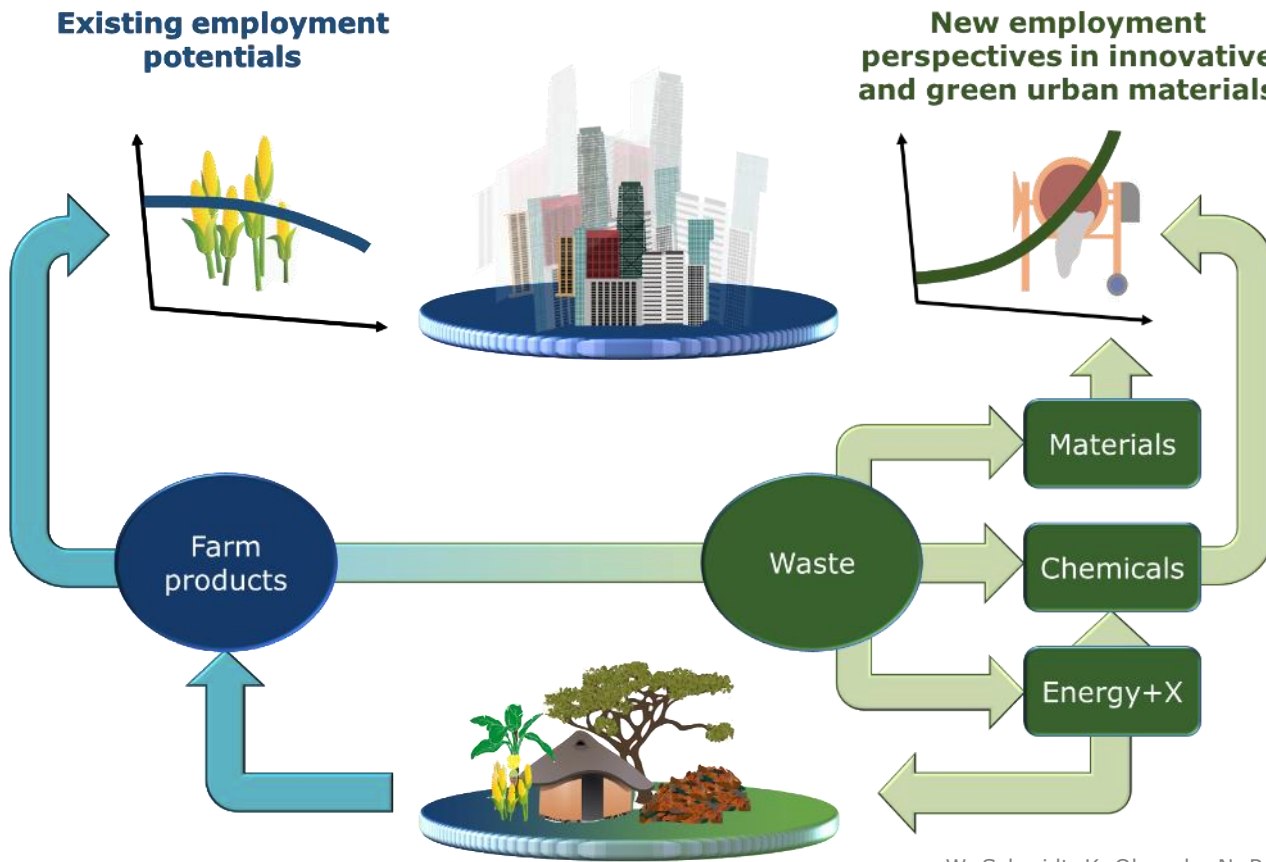 Existing employment
potentials
New employment
perspectives in innovative
and green urban materials
Materials
Farm
products
Waste
Chemicals
Energy+X